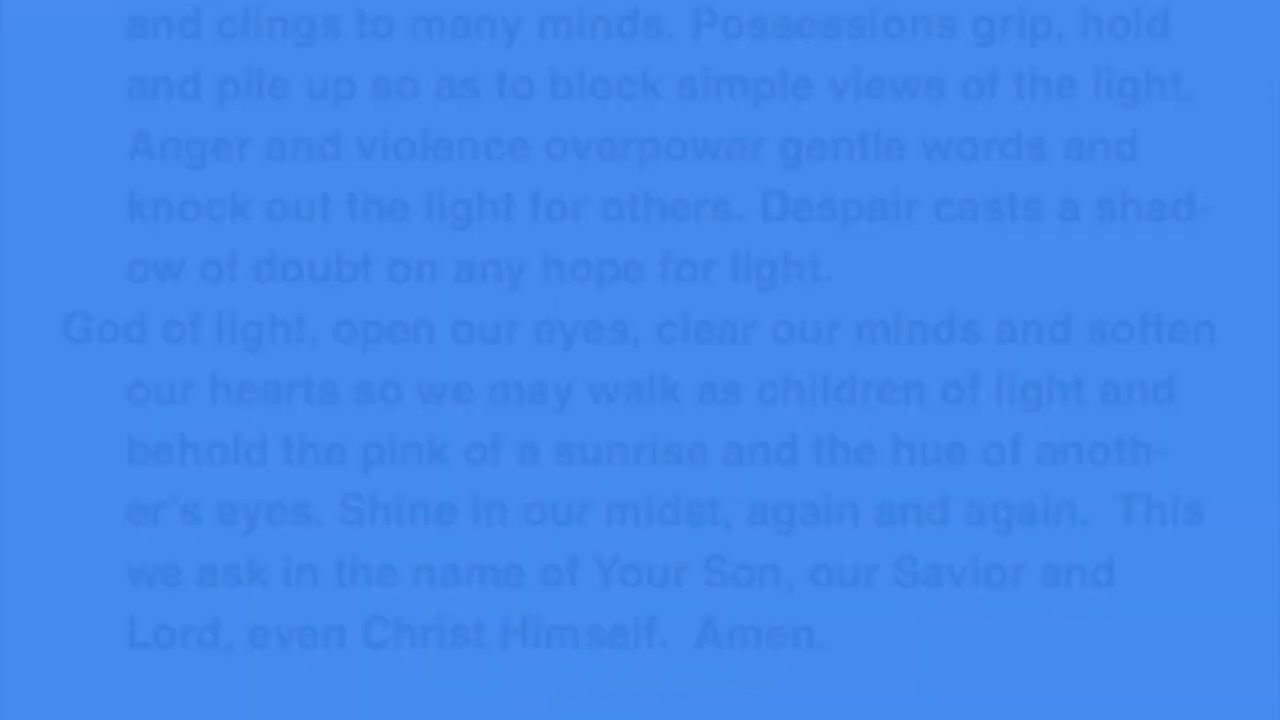 and clings to many minds. Possessions grip, hold
and pile up so as to block simple views of the light.
Anger and violence overpower gentle words and
knock out the light for others. Despair casts a shad-
ow of doubt on any hope for light.
God of light, open our eyes, clear our minds and soften
our hearts so we may walk as children of light and
behold the pink of a sunrise and the hue of anoth-
er's eyes. Shine in our midst, again and again.  This
we ask in the name of Your Son, our Savior and
Lord, even Christ Himself.  Amen.